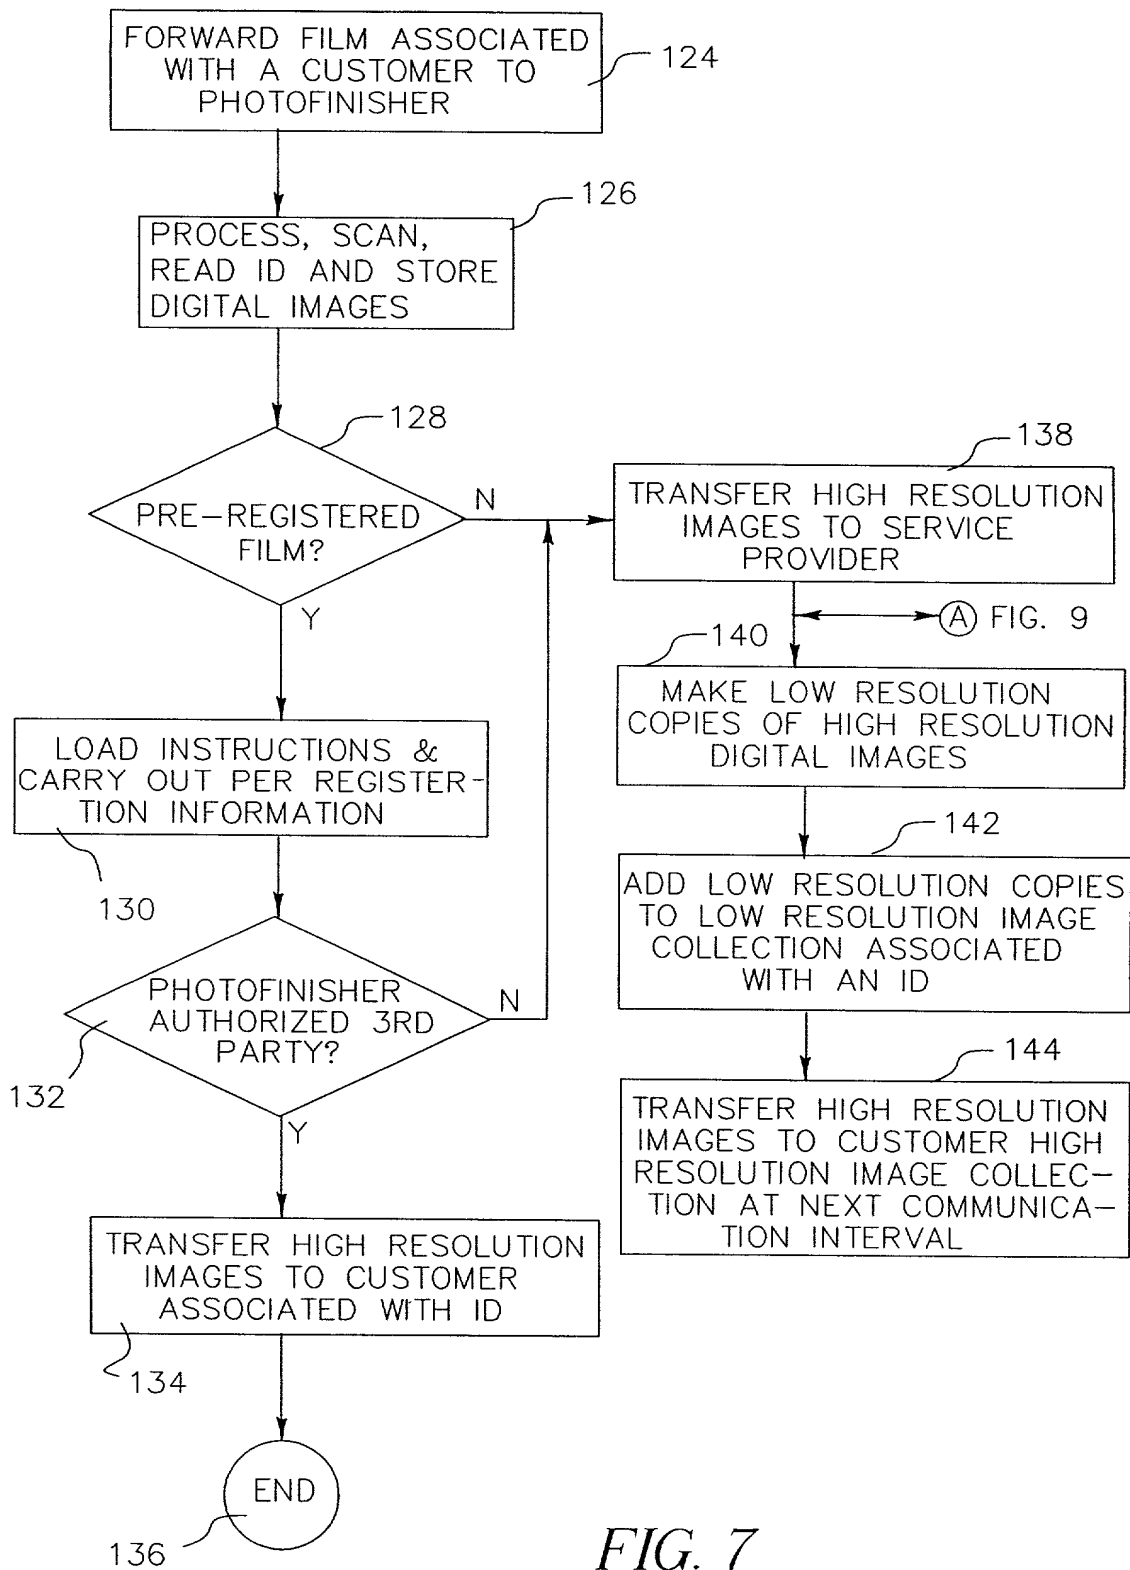 FORWARD FILM ASSOCIATED
WITH A CUSTOMER TO
PHOTOFINISHER
124
PROCESS, SCAN,
READ ID AND STORE
DIGITAL IMAGES
126
128
PRE-REGISTERED
FILM?
N
Y
LOAD INSTRUCTIONS &
CARRY OUT PER REGISTER-
TION INFORMATION
130
PHOTOFINISHER
AUTHORIZED 3RD
PARTY?
N
132
Y
TRANSFER HIGH RESOLUTION
IMAGES TO CUSTOMER
ASSOCIATED WITH ID
134
END
136
138
TRANSFER HIGH RESOLUTION
IMAGES TO SERVICE
PROVIDER
A FIG. 9
140
MAKE LOW RESOLUTION
COPIES OF HIGH RESOLUTION
DIGITAL IMAGES
142
ADD LOW RESOLUTION COPIES
TO LOW RESOLUTION IMAGE
COLLECTION ASSOCIATED
WITH AN ID
144
TRANSFER HIGH RESOLUTION
IMAGES TO CUSTOMER HIGH
RESOLUTION IMAGE COLLEC-
TION AT NEXT COMMUNICA-
TION INTERVAL
FIG. 7